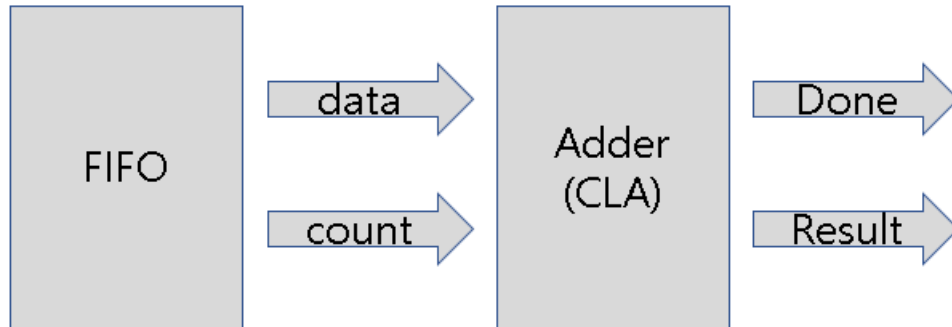 FIFO
data
count
Adder
(CLA)
Done
Result